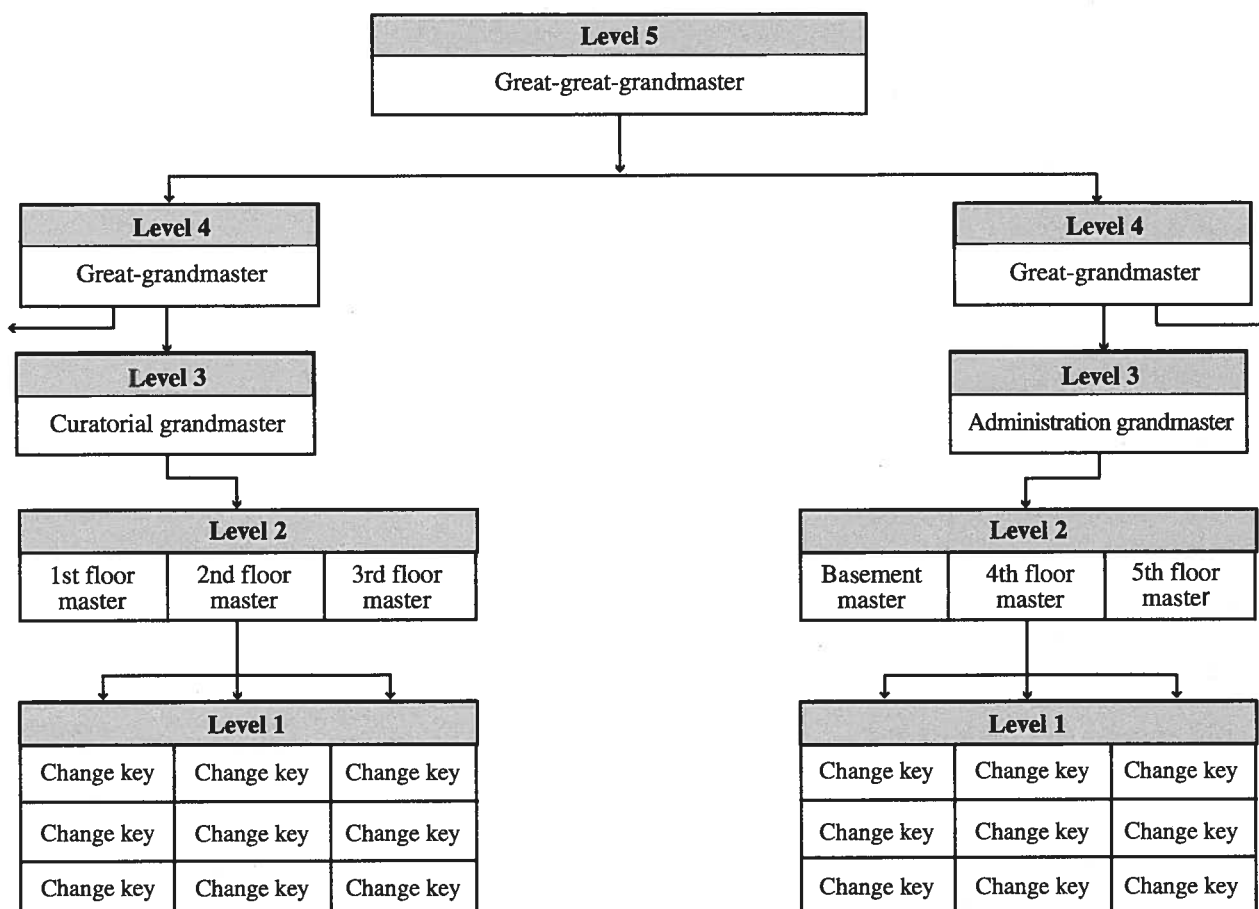 Level 5
Great-great-grandmaster
Level 4
Great-grandmaster
Level 4
Great-grandmaster
Level 3
Curatorial grandmaster
Level 3
Administration grandmaster
Level 2
1st floor
master
2nd floor
master
3rd floor
master
Level 2
Basement
master
4th floor
master
5th floor
master
Level 1
Change key
Change key
Change key
Change key
Change key
Change key
Change key
Change key
Change key
Level 1
Change key
Change key
Change key
Change key
Change key
Change key
Change key
Change key
Change key